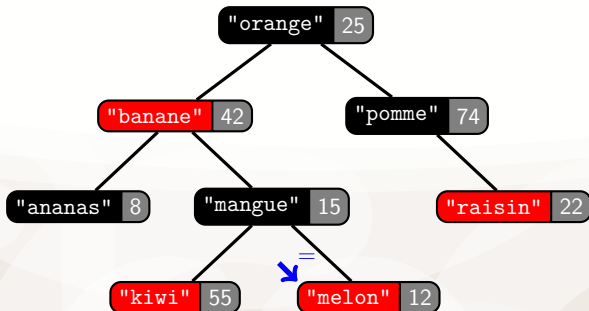 "orange" 25
"banane" 42
"pomme" 74
"ananas" 8
"mangue" 15
"raisin" 22
=
"kiwi" 55
"melon" 12